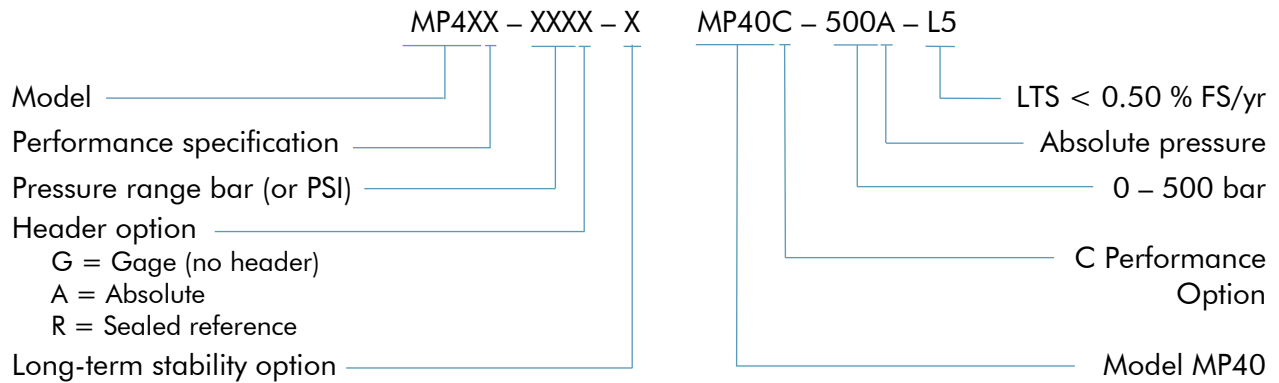 MP4XX – XXXX – X
MP40C – 500A – L5
Model
Performance specification
Pressure range bar (or PSI)
Header option
G = Gage (no header)
A = Absolute
R = Sealed reference
Long-term stability option
LTS < 0.50 % FS/yr
Absolute pressure
0 – 500 bar
C Performance
Option
Model MP40